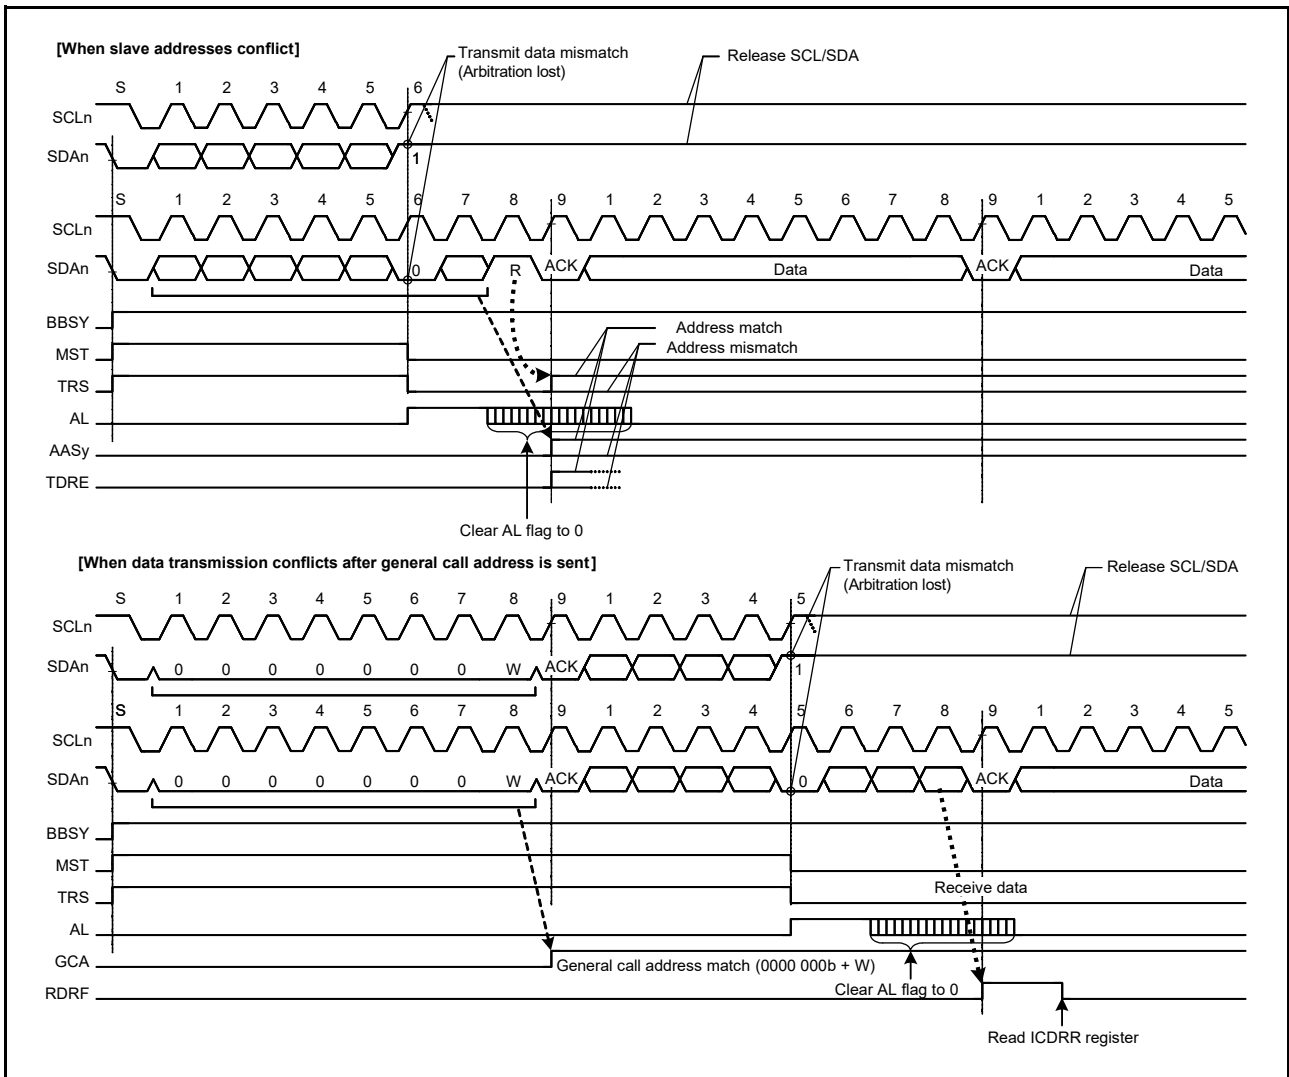 [When slave addresses conflict]
Transmit data mismatch
(Arbitration lost)
Release SCL/SDA
S 1 2 3 4 5 6
SCLn
SDAn
1
S 1 2 3 4 5 6 7 8 9 1 2 3 4 5 6 7 8 9 1 2 3 4 5
SCLn
SDAn 0 R ACK Data ACK Data
BBSY
Address match
MST
Address mismatch
TRS
AL
AASy
TDRE
Clear AL flag to 0
[When data transmission conflicts after general call address is sent]
Transmit data mismatch
(Arbitration lost)
Release SCL/SDA
S 1 2 3 4 5 6 7 8 9 1 2 3 4 5
SCLn
SDAn 0 0 0 0 0 0 0 W ACK 1
S 1 2 3 4 5 6 7 8 9 1 2 3 4 5 6 7 8 9 1 2 3 4 5
SCLn
SDAn 0 0 0 0 0 0 0 W ACK 0 ACK Data
BBSY
MST
TRS
Receive data
AL
GCA
General call address match (0000 000b + W)
Clear AL flag to 0
RDRF
Read ICDRR register